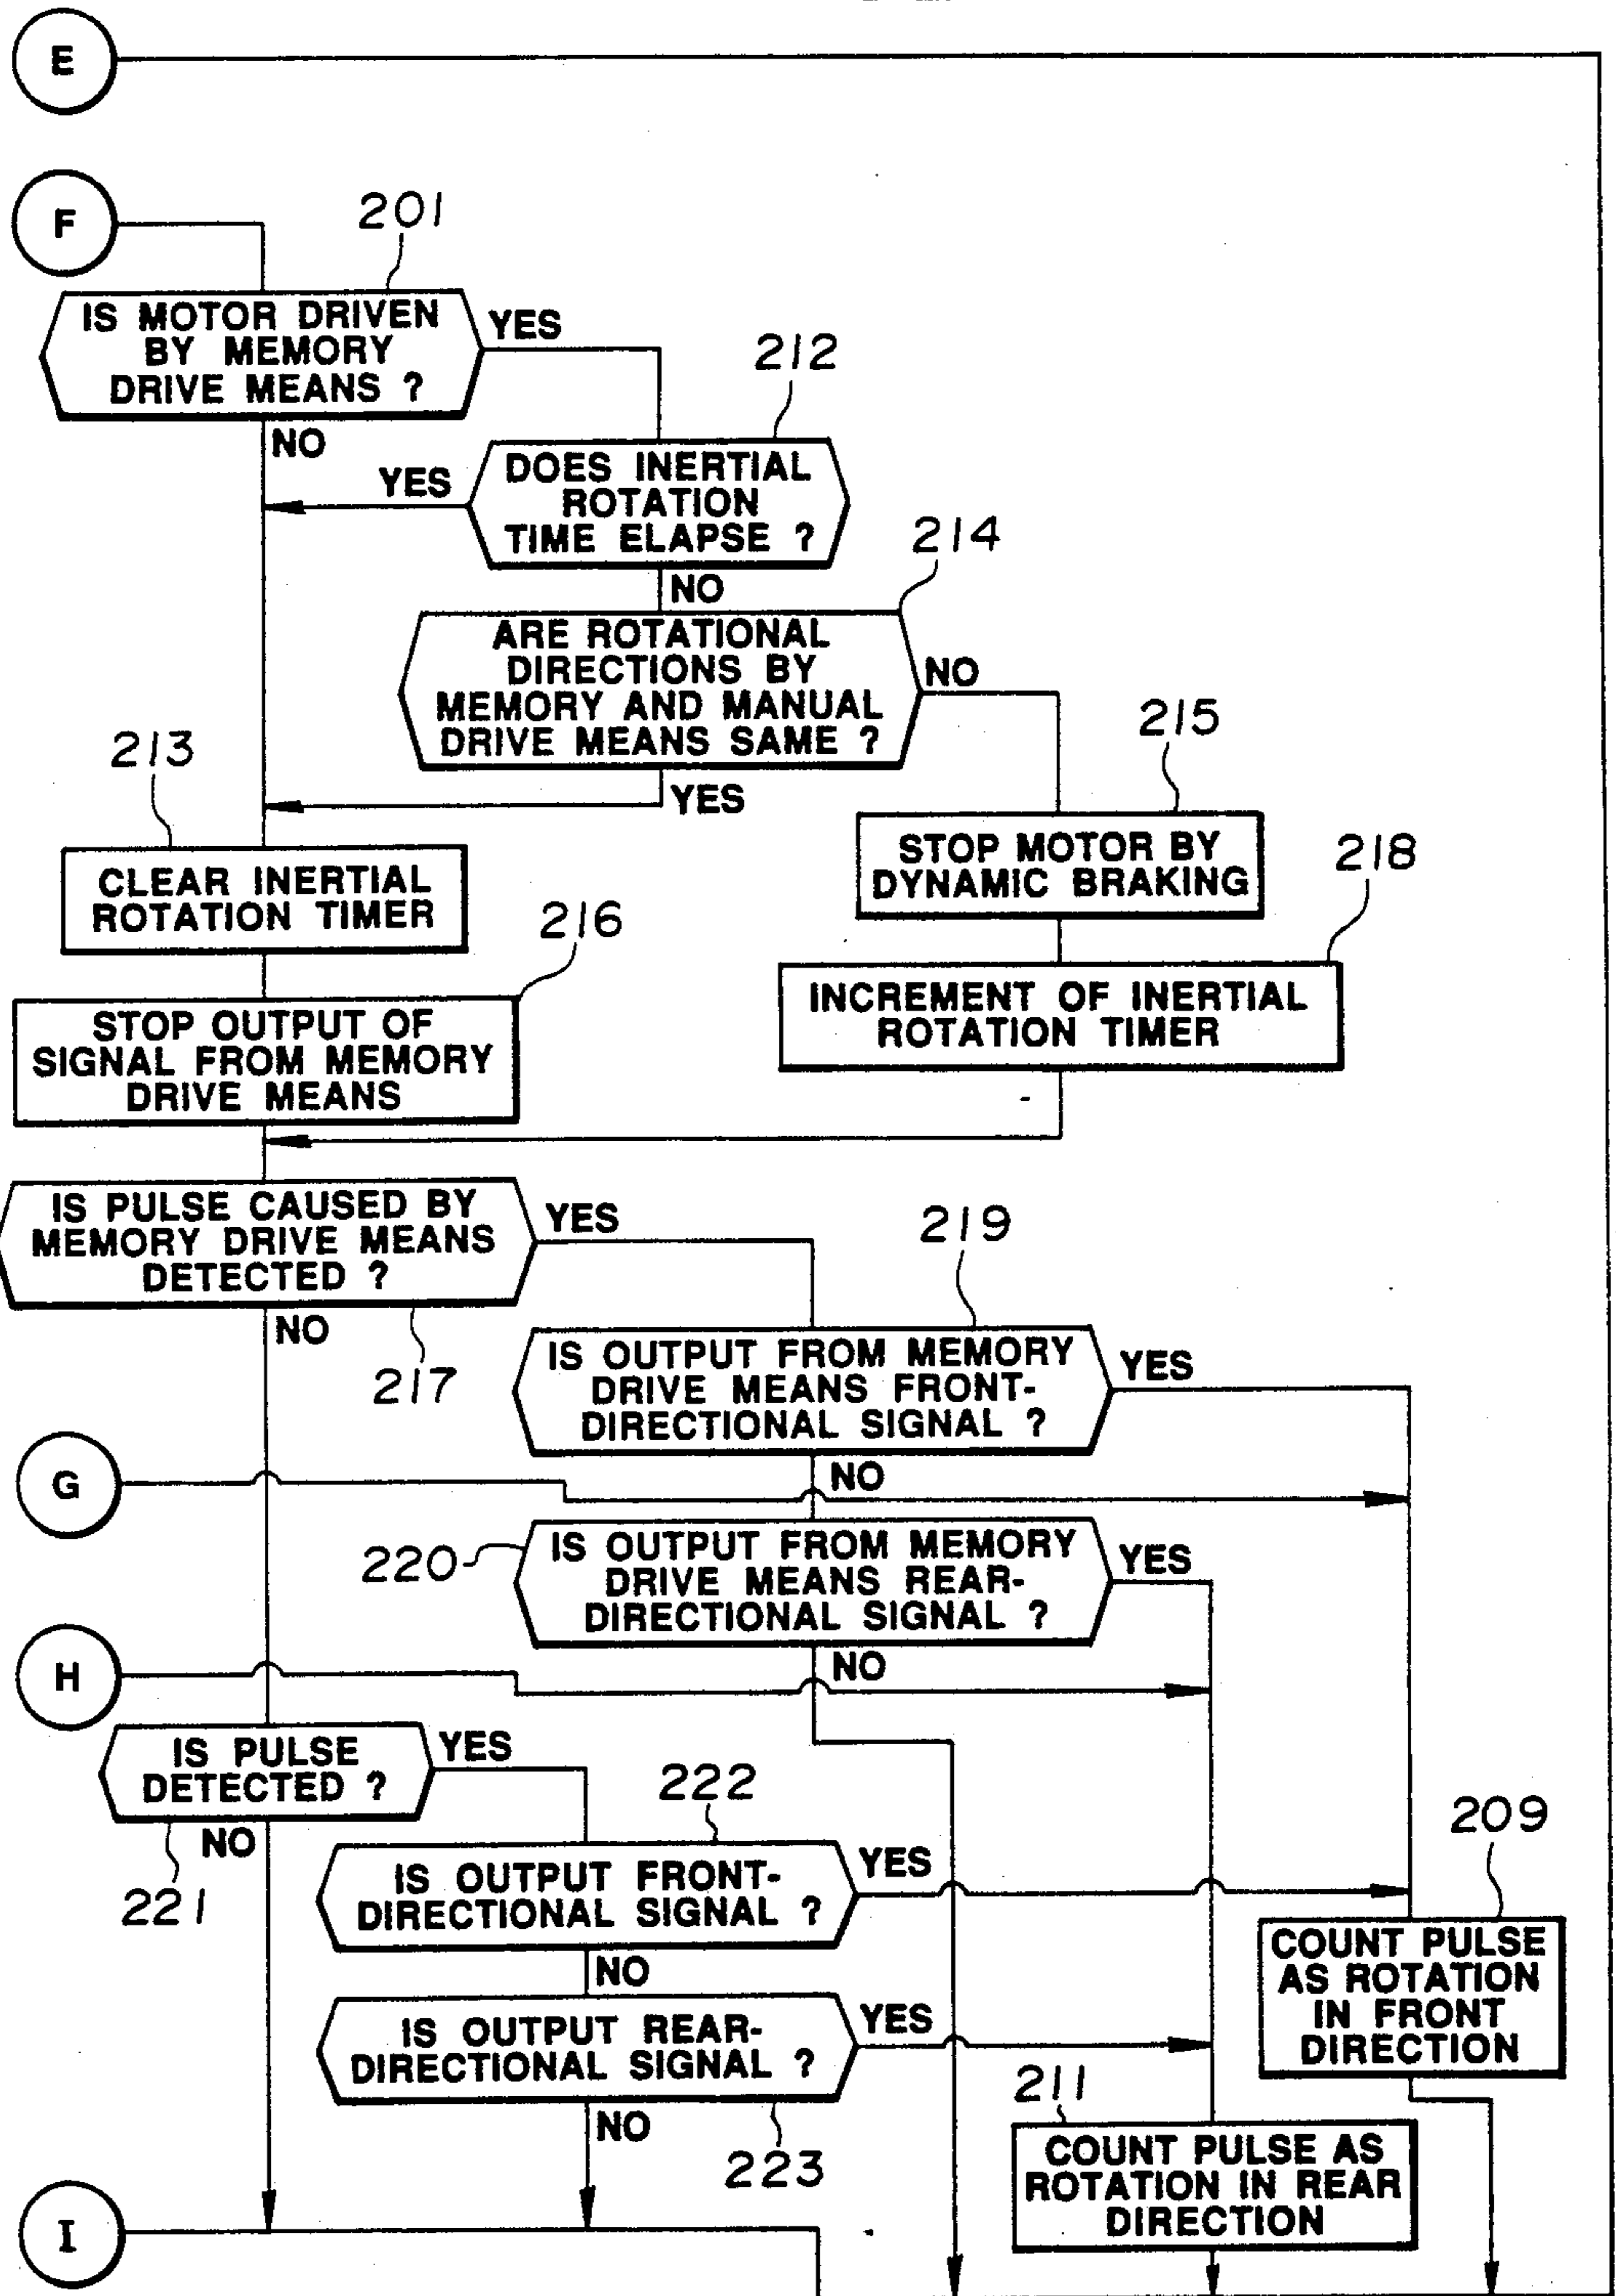 E
F
201
IS MOTOR DRIVEN
BY MEMORY
DRIVE MEANS ?
YES
NO
212
DOES INERTIAL
ROTATION
TIME ELAPSE ?
YES
NO
214
ARE ROTATIONAL
DIRECTIONS BY
MEMORY AND MANUAL
DRIVE MEANS SAME ?
NO
YES
213
CLEAR INERTIAL
ROTATION TIMER
215
STOP MOTOR BY
DYNAMIC BRAKING
216
STOP OUTPUT OF
SIGNAL FROM MEMORY
DRIVE MEANS
218
INCREMENT OF INERTIAL
ROTATION TIMER
IS PULSE CAUSED BY
MEMORY DRIVE MEANS
DETECTED ?
YES
NO
217
219
IS OUTPUT FROM MEMORY
DRIVE MEANS FRONT-
DIRECTIONAL SIGNAL ?
YES
NO
G
220
IS OUTPUT FROM MEMORY
DRIVE MEANS REAR-
DIRECTIONAL SIGNAL ?
YES
NO
H
IS PULSE
DETECTED ?
YES
NO
221
222
IS OUTPUT FRONT-
DIRECTIONAL SIGNAL ?
YES
NO
209
COUNT PULSE
AS ROTATION
IN FRONT
DIRECTION
IS OUTPUT REAR-
DIRECTIONAL SIGNAL ?
YES
NO
223
211
COUNT PULSE AS
ROTATION IN REAR
DIRECTION
I